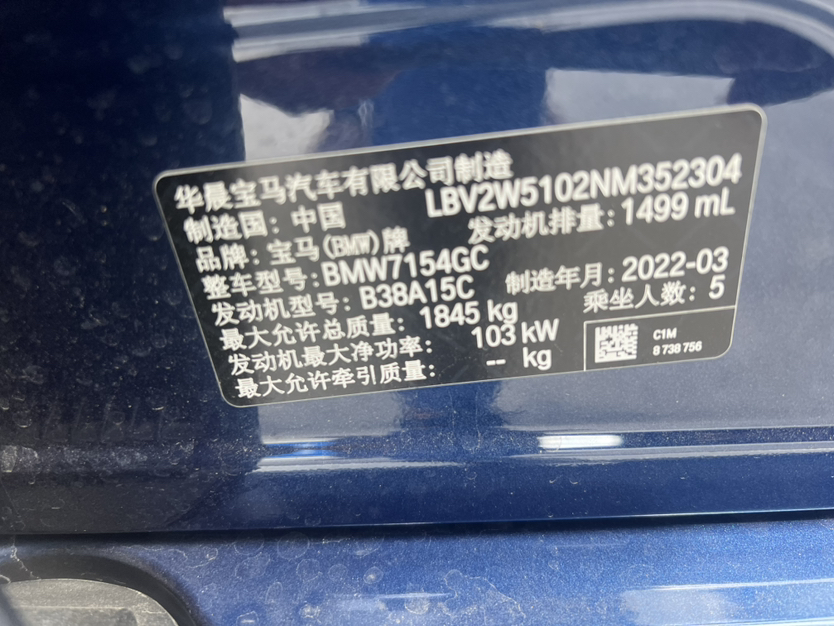 华晨宝马汽车有限公司制造
LBV2W5102NM352304
制造国：中国
发动机排量：1499 mL
品牌：宝马(BMW)牌
整车型号：BMW7154GC
制造年月：2022-03
发动机型号：B38A15C
乘坐人数：5
最大允许总质量：1845 kg
发动机最大净功率：103 kW
最大允许牵引质量：-- kg
C1M
8 738 756